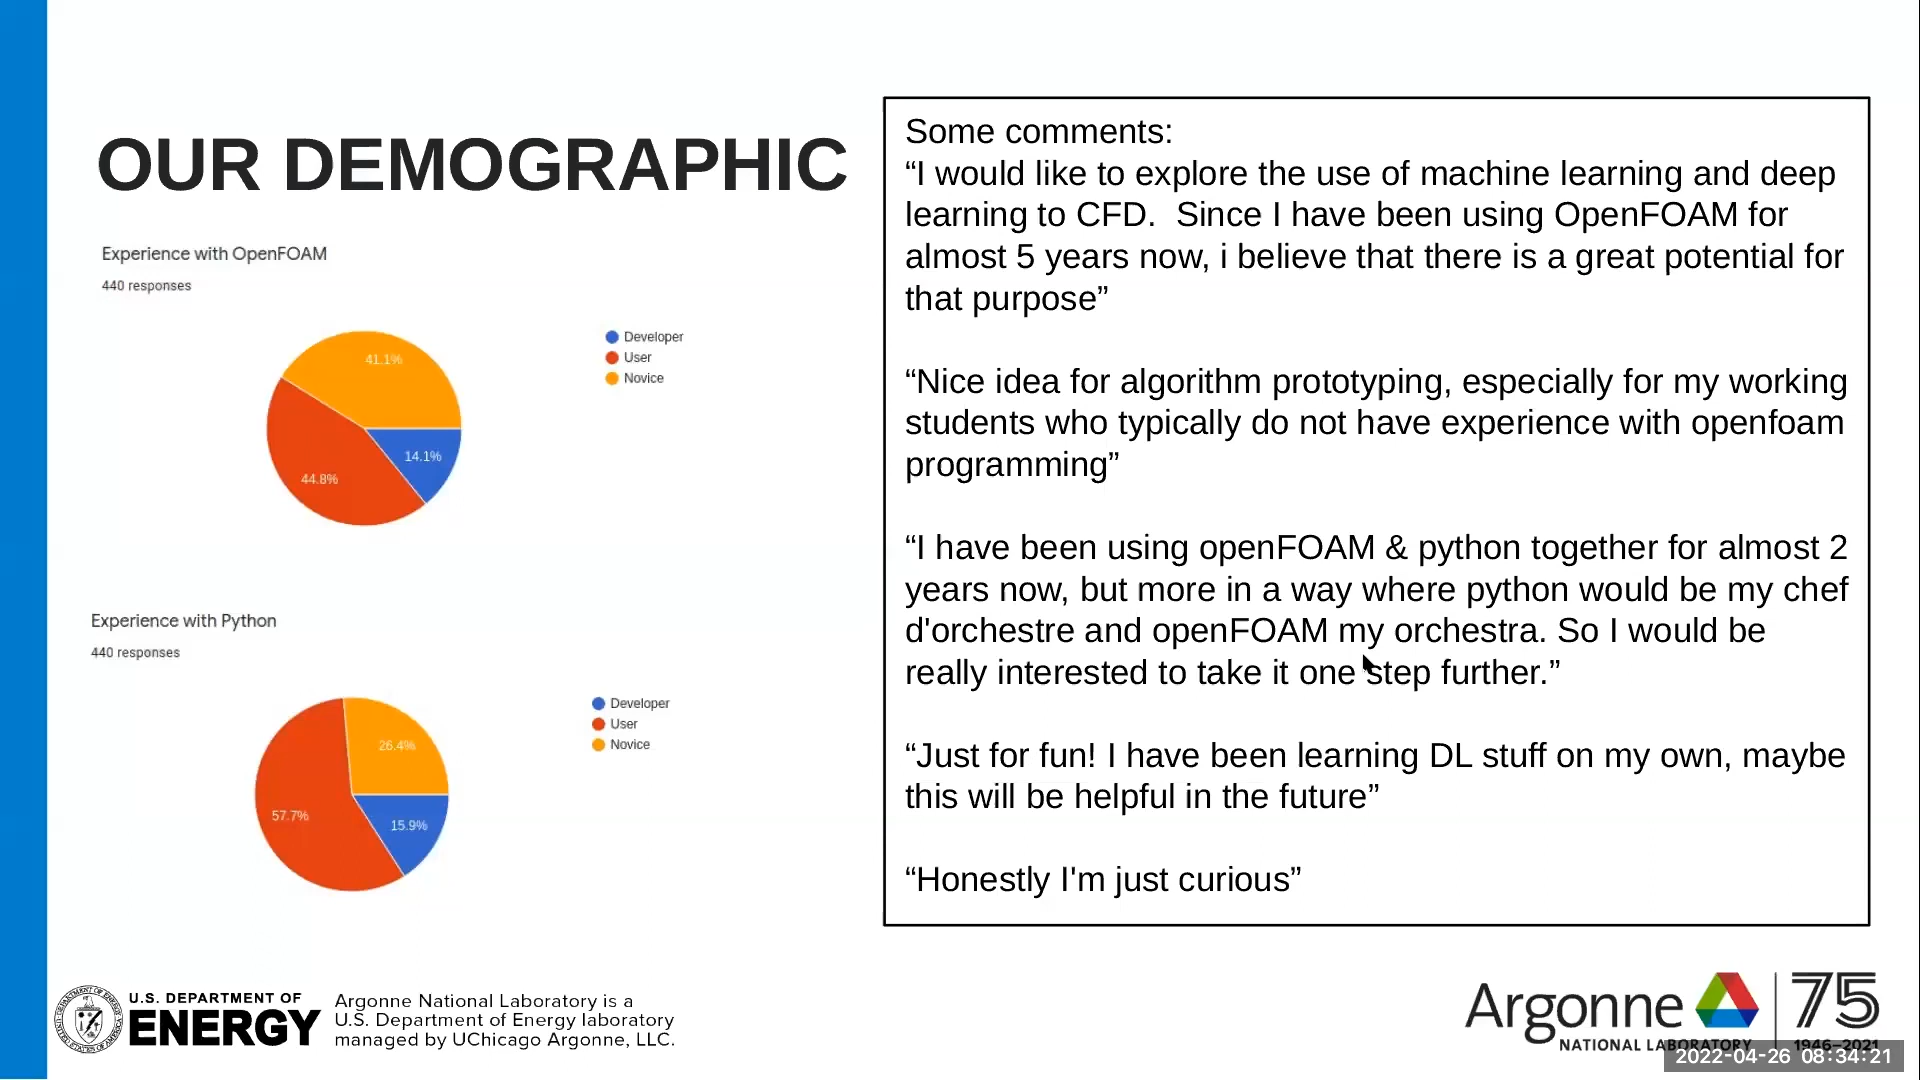 OUR DEMOGRAPHIC
Experience with OpenFOAM
440 responses
41.1%
44.8%
14.1%
Developer
User
Novice
Experience with Python
440 responses
26.4%
57.7%
15.9%
Developer
User
Novice
Some comments:
“I would like to explore the use of machine learning and deep
learning to CFD.  Since I have been using OpenFOAM for
almost 5 years now, i believe that there is a great potential for
that purpose”
“Nice idea for algorithm prototyping, especially for my working
students who typically do not have experience with openfoam
programming”
“I have been using openFOAM & python together for almost 2
years now, but more in a way where python would be my chef
d'orchestre and openFOAM my orchestra. So I would be
really interested to take it one step further.”
“Just for fun! I have been learning DL stuff on my own, maybe
this will be helpful in the future”
“Honestly I'm just curious”
U.S. DEPARTMENT OF
ENERGY
Argonne National Laboratory is a
U.S. Department of Energy laboratory
managed by UChicago Argonne, LLC.
Argonne
NATIONAL LABORATORY
75
1946–2021
2022-04-26 08:34:21